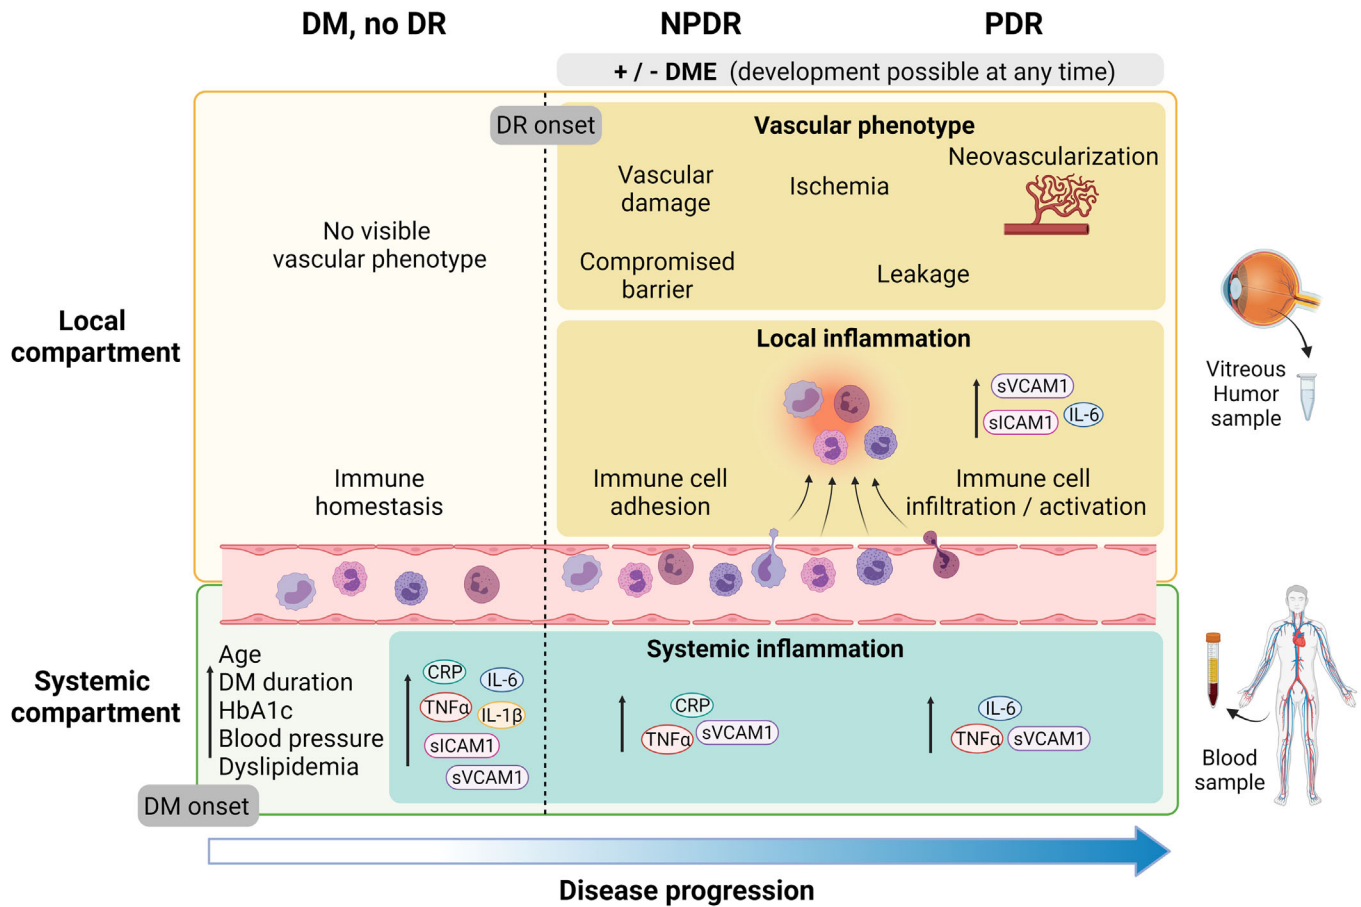 DM, no DR
NPDR
PDR
+ / - DME (development possible at any time)
DR onset
Vascular phenotype
Neovascularization
Vascular
damage
Ischemia
No visible
vascular phenotype
Compromised
barrier
Leakage
Local
compartment
Local inflammation
sVCAM1
sICAM1
IL-6
Vitreous
Humor
sample
Immune
homestasis
Immune cell
adhesion
Immune cell
infiltration / activation
Systemic
compartment
Age
DM duration
HbA1c
Blood pressure
Dyslipidemia
DM onset
Systemic inflammation
CRP
IL-6
TNFα
IL-1β
sICAM1
sVCAM1
CRP
TNFα
sVCAM1
IL-6
TNFα
sVCAM1
Blood
sample
Disease progression